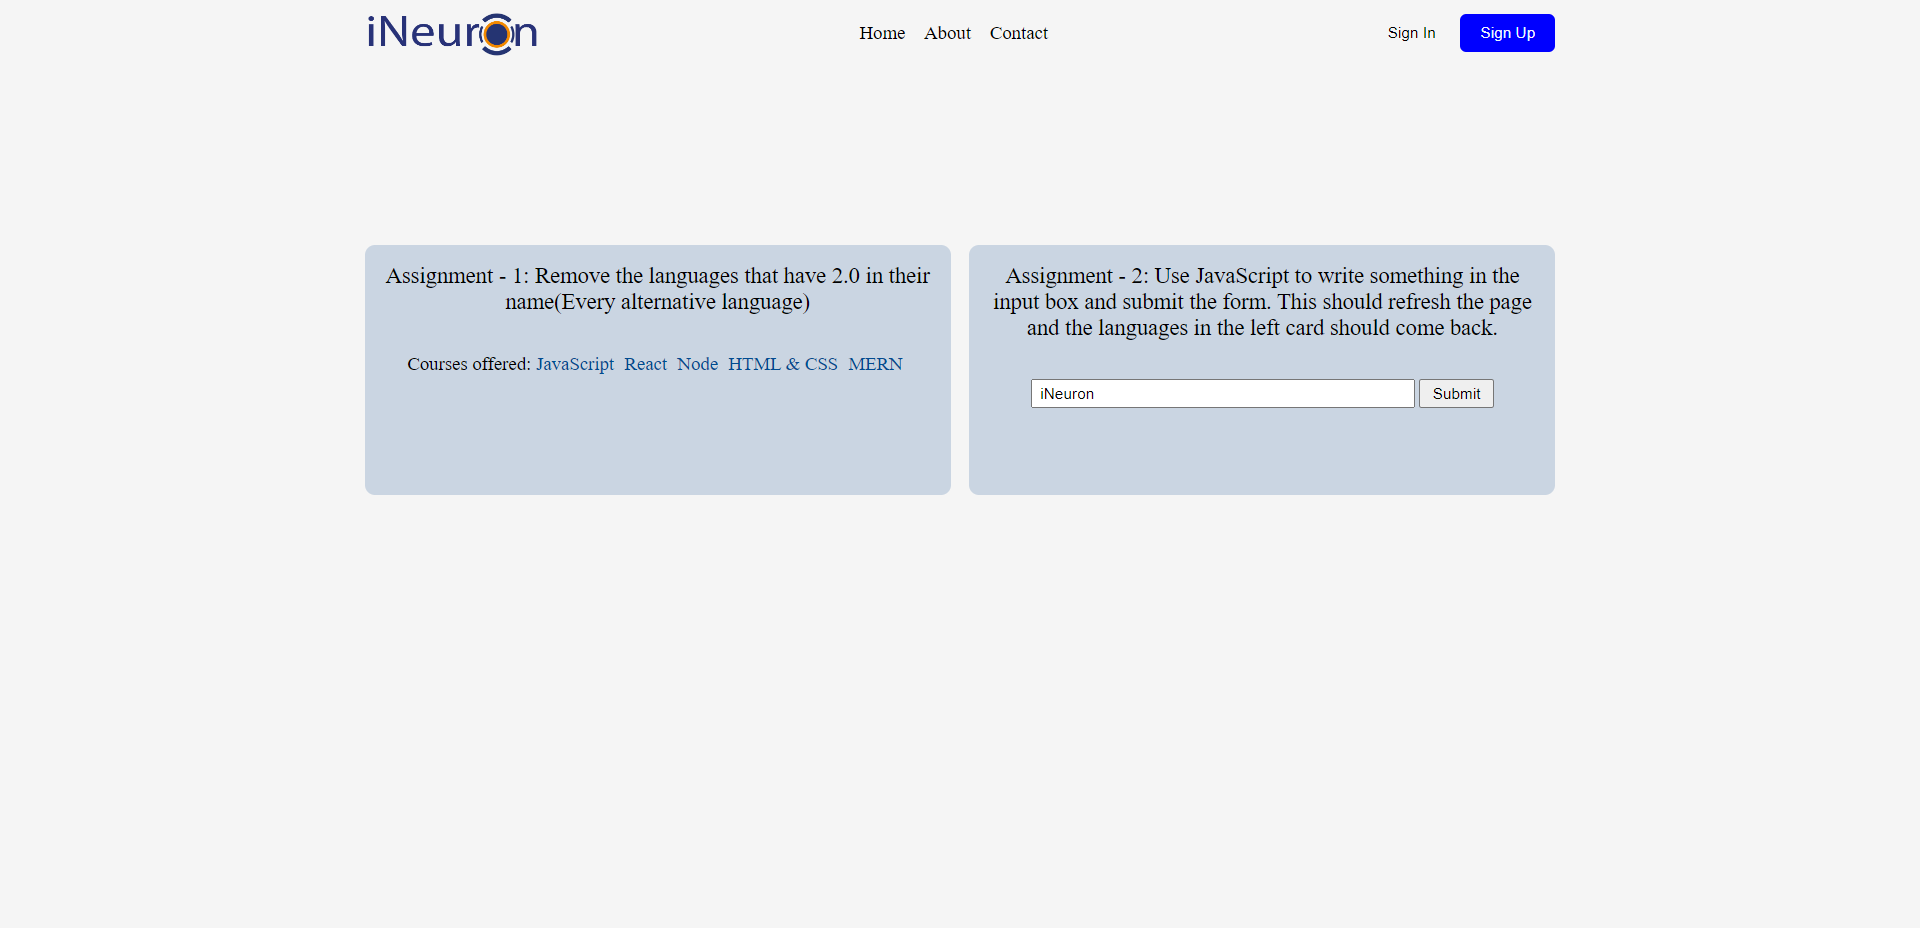 iNeuron
Home About Contact
Sign In Sign Up
Assignment - 1: Remove the languages that have 2.0 in their
name(Every alternative language)
Courses offered: JavaScript React Node HTML & CSS MERN
Assignment - 2: Use JavaScript to write something in the
input box and submit the form. This should refresh the page
and the languages in the left card should come back.
iNeuron Submit